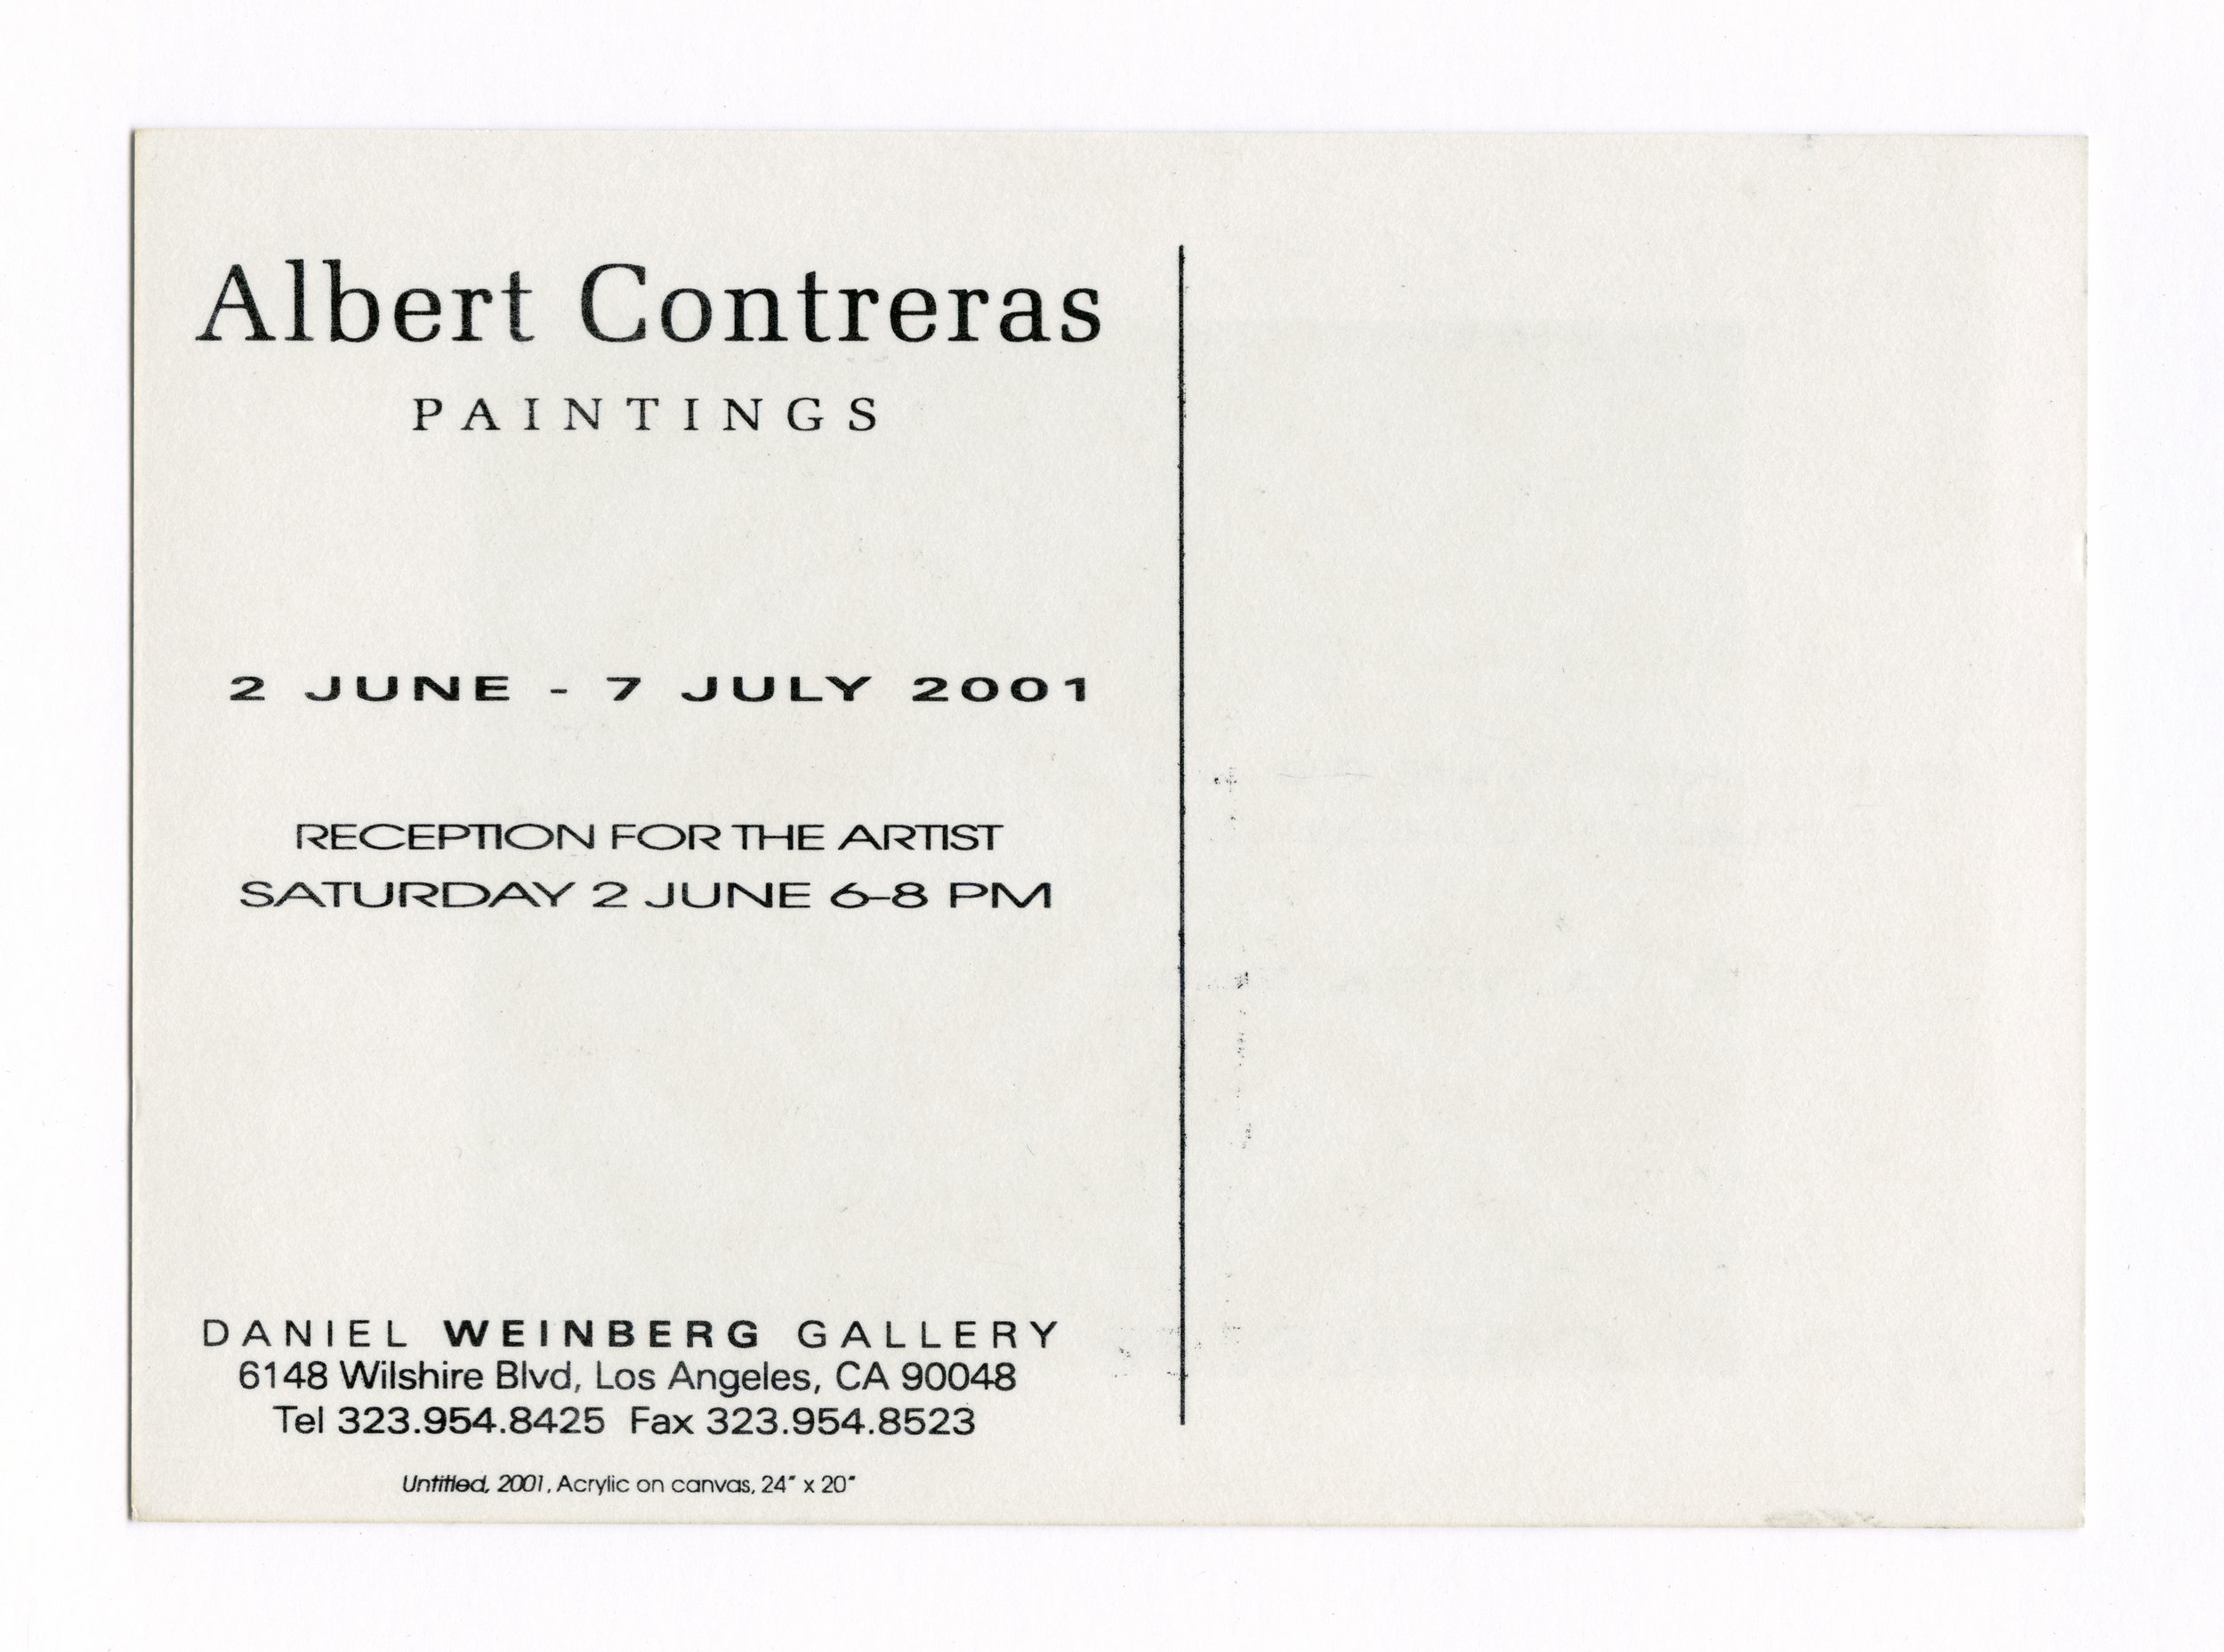 Albert Contreras
PAINTINGS
2 JUNE - 7 JULY 2001
RECEPTION FOR THE ARTIST
SATURDAY 2 JUNE 6-8 PM
DANIEL WEINBERG GALLERY
6148 Wilshire Blvd, Los Angeles, CA 90048
Tel 323.954.8425 Fax 323.954.8523
Untitled, 2001, Acrylic on canvas, 24" x 20"